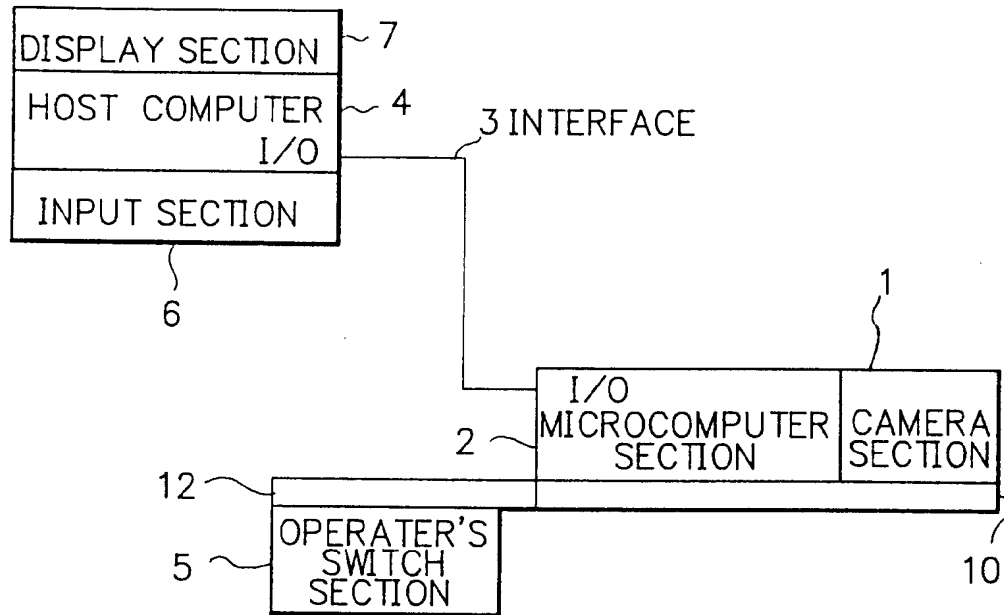 DISPLAY SECTION
7
HOST COMPUTER
4
I/O
3 INTERFACE
INPUT SECTION
6
1
I/O
MICROCOMPUTER
SECTION
2
CAMERA
SECTION
12
10
OPERATER'S
SWITCH
SECTION
5